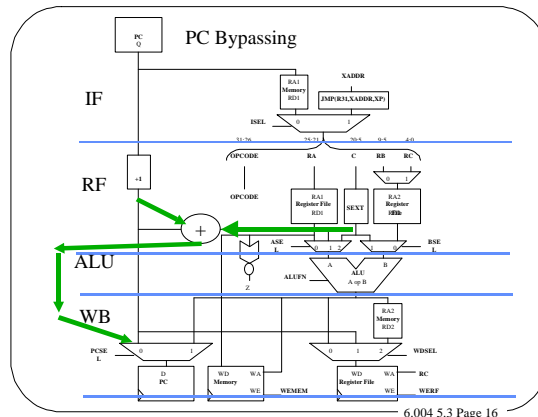 PC
Q
PC Bypassing
IF
RA1
Memory
RD1
XADDR
JMP(R31,XADDR,XP)
ISEL
0 1
31:26 25:21 20:5 9:5 4:0
OPCODE RA C RB RC
0 1
RF
+1
OPCODE
RA1
Register File
RD1
SEXT
RA2
Register
File
+
ASE
L
0 1 2
1 0
BSE
L
ALU
Z
A B
ALU
A op B
ALUFN
WB
RA2
Memory
RD2
PCSE
L
0 1
0 1 2
WDSEL
D
PC
WD WA
Memory
WE
WEMEM
WD WA
Register File
WE
RC
WERF
6.004 5.3 Page 16